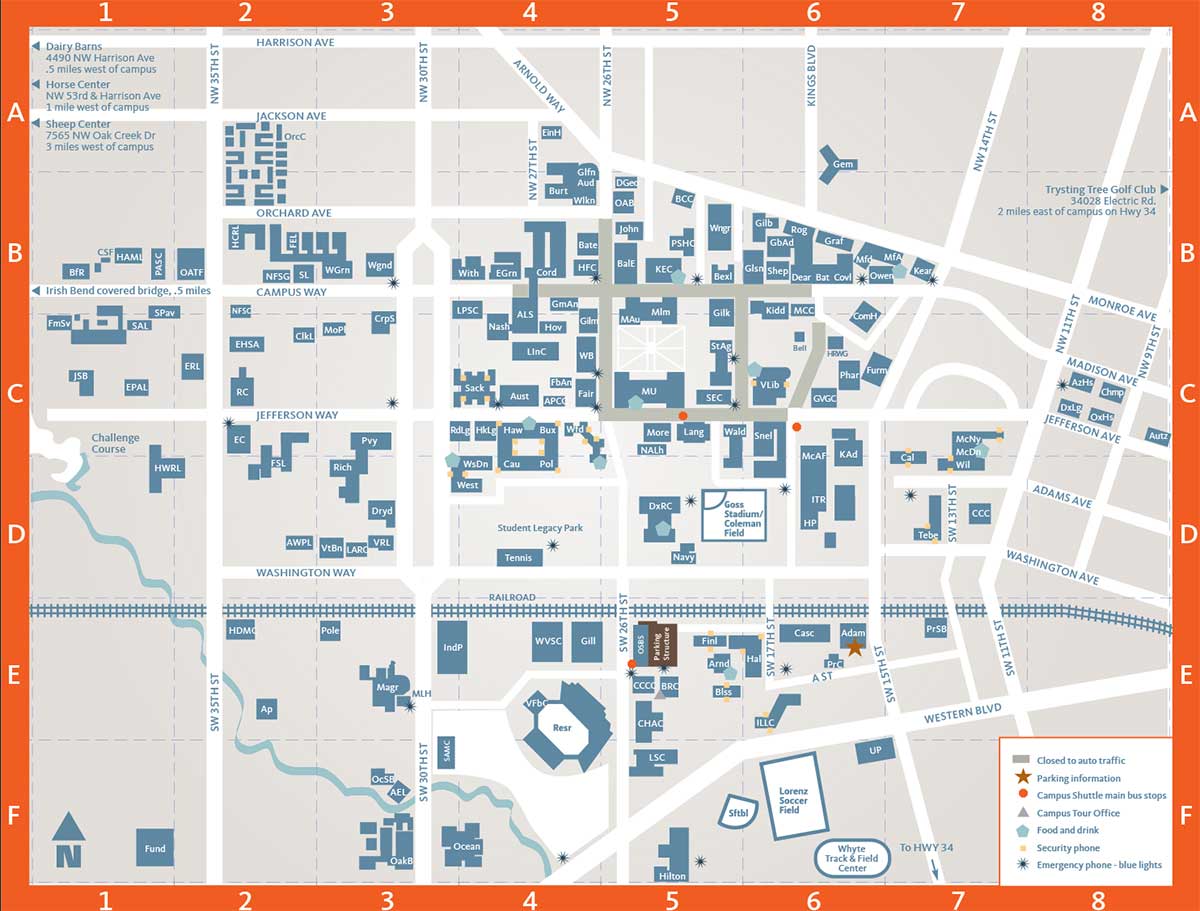 1 2 3 4 5 6 7 8
HARRISON AVE
Dairy Barns
4490 NW Harrison Ave
.5 miles west of campus
Horse Center
NW 53rd & Harrison Ave
1 mile west of campus
Sheep Center
7565 NW Oak Creek Dr
3 miles west of campus
NW 35TH ST
NW 30TH ST
ARNOLD WAY
NW 26TH ST
KINGS BLVD
NW 14TH ST
A
A
JACKSON AVE
OrcC
EinH
NW 27TH ST
Glfn
Aud
Burt
Wlkn
DGeo
OAB
BCC
Gem
Trysting Tree Golf Club
34028 Electric Rd.
2 miles east of campus on Hwy 34
ORCHARD AVE
B
B
HCRL
FEL
NFSG
SL
WGrn
Wgnd
CSF
BfR
HAML
PASC
OATF
With
EGrn
Cord
Bate
HFC
John
BalE
PSHC
KEC
Wngr
Bexl
Gilb
GbAd
Rog
Graf
Glsn
Shep
Dear
Bat
Covl
Mfd
MFA
Owen
Kear
Irish Bend covered bridge, .5 miles
CAMPUS WAY
MONROE AVE
NW 11TH ST
NW 9TH ST
MADISON AVE
FmSv
SAL
SPav
NFSC
EHSA
ClkL
MoPl
CrpS
LPSC
Nash
ALS
GmAn
Hov
Gilm
LInC
WB
MAu
Mlm
Gilk
StAg
Kidd
MCC
Bell
HRWG
ComH
Phar
Furm
C
C
JSB
EPAL
ERL
RC
Sack
Aust
FbAn
APCC
Fair
MU
SEC
VLib
GVGC
AzHs
Chmp
DxLg
OxHs
Autz
JEFFERSON WAY
JEFFERSON AVE
Challenge
Course
HWRL
EC
FSL
Pvy
Rich
Dryd
RdLg
HkLg
Haw
Bux
Wfd
WsDn
Cau
Pol
West
More
NALh
Lang
Wald
Snel
McAF
KAd
ITR
HP
Cal
McNy
McDn
Wil
ADAMS AVE
D
D
AWPL
VtBn
LARC
VRL
Student Legacy Park
Tennis
DxRC
Navy
Goss
Stadium/
Coleman
Field
Tebe
NW 13TH ST
CCC
WASHINGTON AVE
WASHINGTON WAY
RAILROAD
E
E
HDMC
Pole
IndP
WVSC
Gill
SW 26TH ST
OSBS
Parking
Structure
Finl
Arnd
Hal
Blss
SW 17TH ST
Casc
Adam
PrC
A ST
SW 15TH ST
PrSB
SW 11TH ST
SW 35TH ST
Ap
Magr
MLH
VFbC
Resr
CCCC
BRC
CHAC
LSC
ILLC
WESTERN BLVD
UP
SW 30TH ST
SAMC
F
F
OcSB
AEL
OakB
Ocean
N
Fund
Hilton
Sftbl
Lorenz
Soccer
Field
Whyte
Track & Field
Center
To HWY 34
Closed to auto traffic
Parking information
Campus Shuttle main bus stops
Campus Tour Office
Food and drink
Security phone
Emergency phone - blue lights
1 2 3 4 5 6 7 8